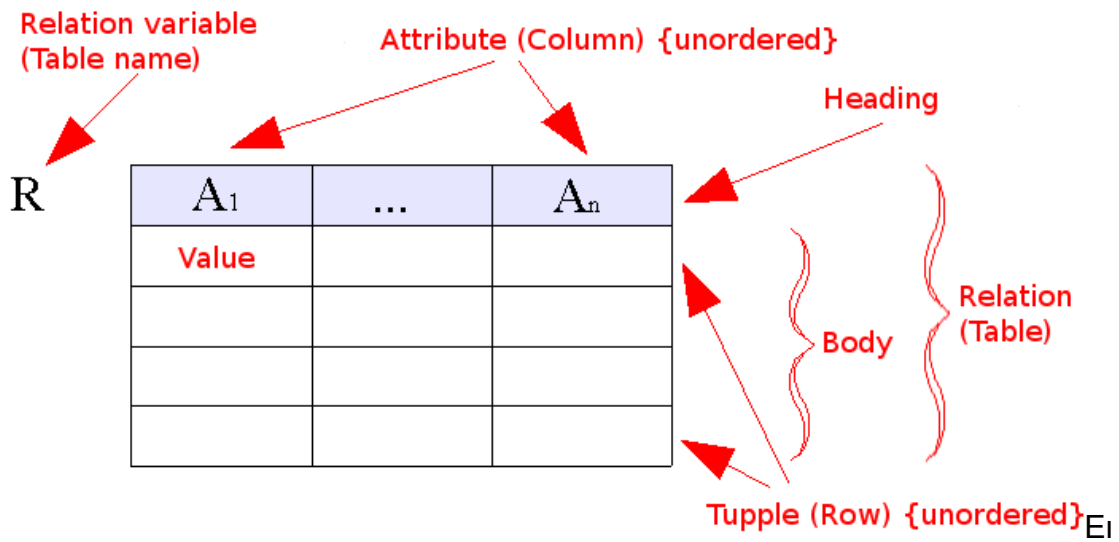 Relation variable
(Table name)
Attribute (Column) {unordered}
Heading
R
A1
...
An
Value
Relation
(Table)
Body
Tupple (Row) {unordered}